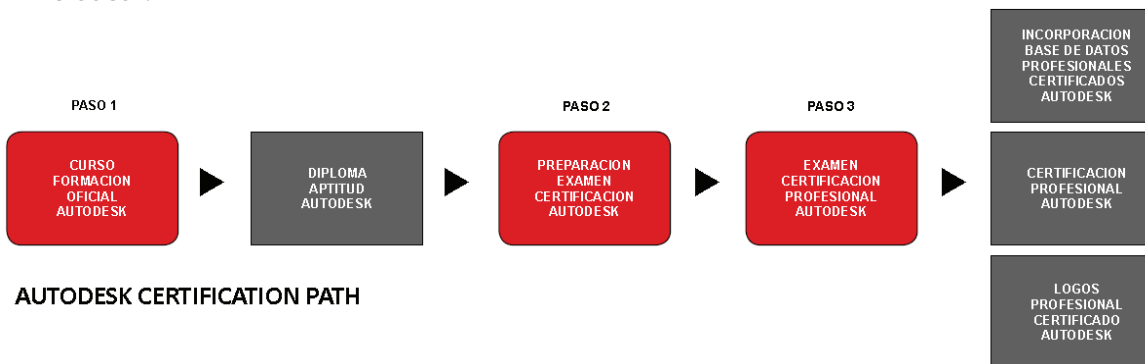 PASO 1
CURSO
FORMACION
OFICIAL
AUTODESK
DIPLOMA
APTITUD
AUTODESK
PASO 2
PREPARACION
EXAMEN
CERTIFICACION
AUTODESK
PASO 3
EXAMEN
CERTIFICACION
PROFESIONAL
AUTODESK
INCORPORACION
BASE DE DATOS
PROFESIONALES
CERTIFICADOS
AUTODESK
CERTIFICACION
PROFESIONAL
AUTODESK
LOGOS
PROFESIONAL
CERTIFICADO
AUTODESK
AUTODESK CERTIFICATION PATH